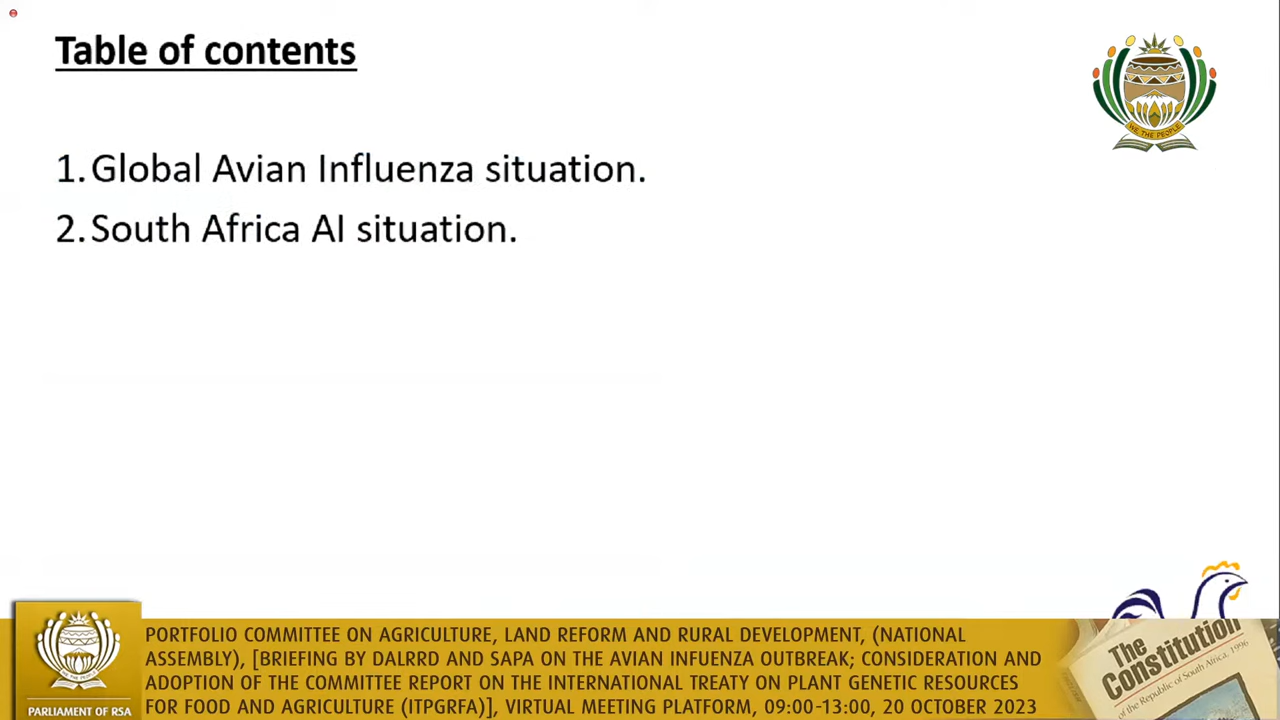 Table of contents
WE THE PEOPLE
1. Global Avian Influenza situation.
2. South Africa AI situation.
PORTFOLIO COMMITTEE ON AGRICULTURE, LAND REFORM AND RURAL DEVELOPMENT, (NATIONAL
ASSEMBLY), [BRIEFING BY DALRRD AND SAPA ON THE AVIAN INFUENZA OUTBREAK; CONSIDERATION AND
ADOPTION OF THE COMMITTEE REPORT ON THE INTERNATIONAL TREATY ON PLANT GENETIC RESOURCES
FOR FOOD AND AGRICULTURE (ITPGRFA)], VIRTUAL MEETING PLATFORM, 09:00-13:00, 20 OCTOBER 2023
PARLIAMENT OF RSA
The
Constitution
of the Republic of South Africa, 1996